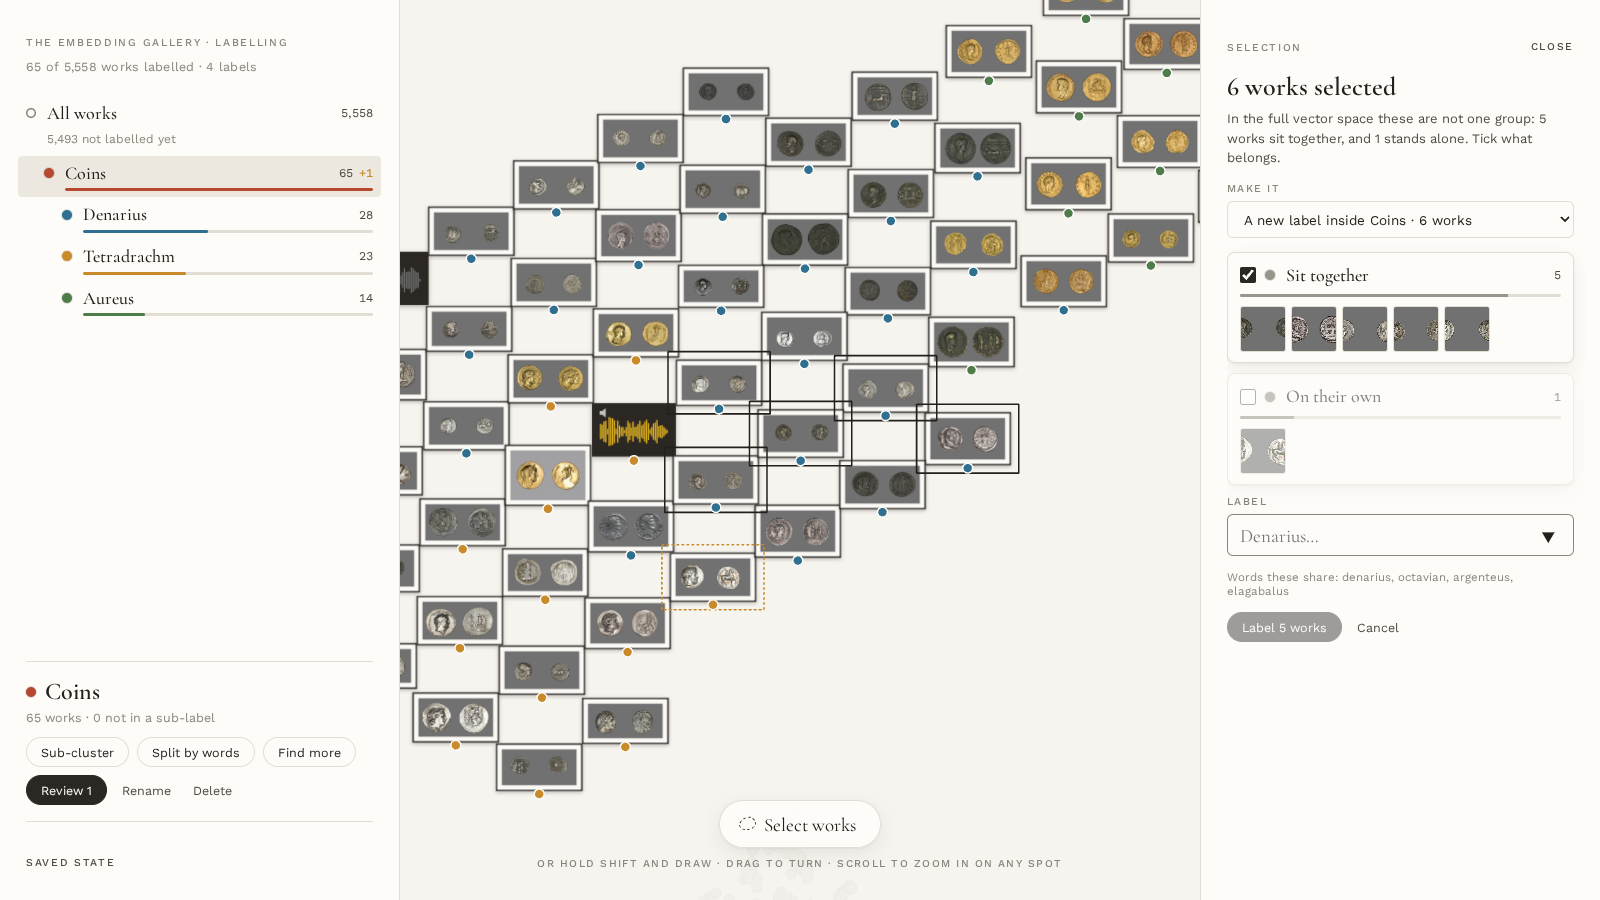 THE EMBEDDING GALLERY · LABELLING
65 of 5,558 works labelled · 4 labels
All works 5,558
5,493 not labelled yet
Coins 65 +1
Denarius 28
Tetradrachm 23
Aureus 14
Coins
65 works · 0 not in a sub-label
Sub-cluster Split by words Find more
Review 1 Rename Delete
SAVED STATE
Select works
OR HOLD SHIFT AND DRAW · DRAG TO TURN · SCROLL TO ZOOM IN ON ANY SPOT
SELECTION CLOSE
6 works selected
In the full vector space these are not one group: 5
works sit together, and 1 stands alone. Tick what
belongs.
MAKE IT
A new label inside Coins · 6 works
Sit together 5
On their own 1
LABEL
Denarius...
Words these share: denarius, octavian, argenteus,
elagabalus
Label 5 works Cancel